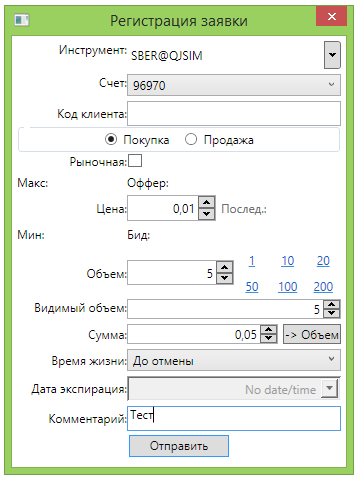 Регистрация заявки
Инструмент: SBER@QJSIM
Счет: 96970
Код клиента:
Покупка Продажа
Рыночная:
Макс: Оффер:
Цена: 0,01 Послед.:
Мин: Бид:
Объем: 5 1 10 20
50 100 200
Видимый объем: 5
Сумма: 0,05 -> Объем
Время жизни: До отмены
Дата экспирация: No date/time
Комментарий: Тест
Отправить